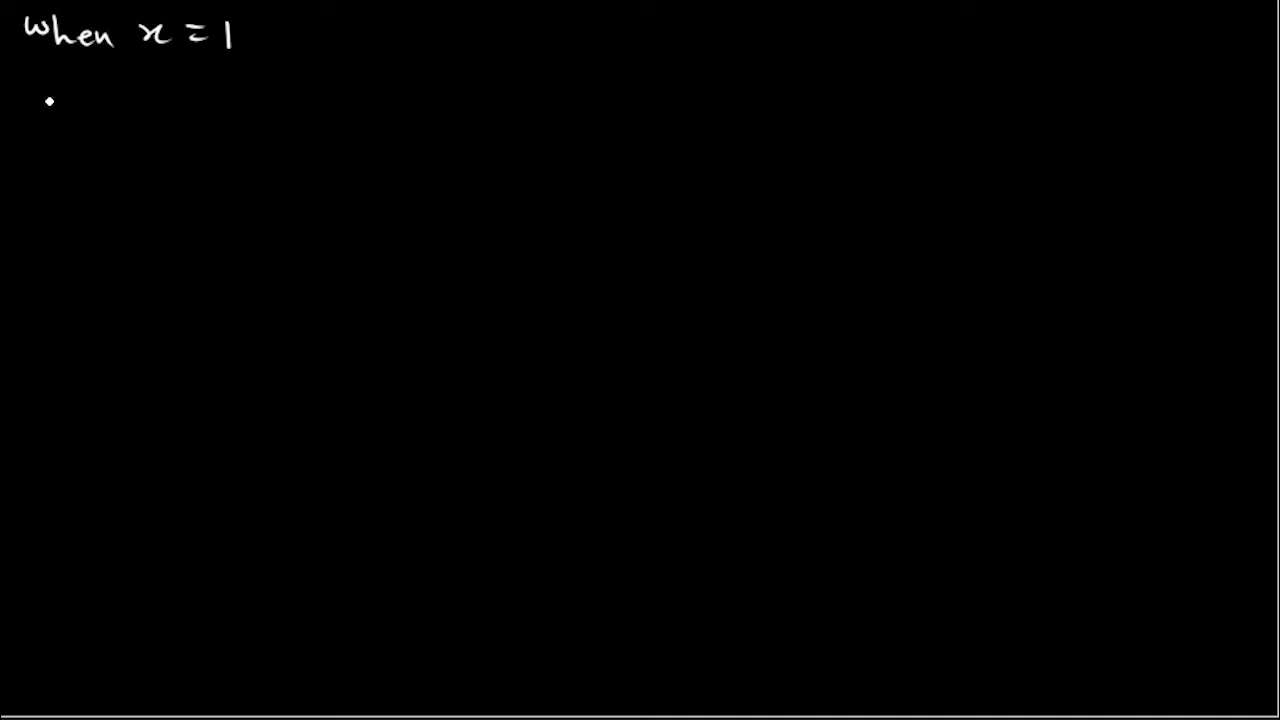 when x = 1